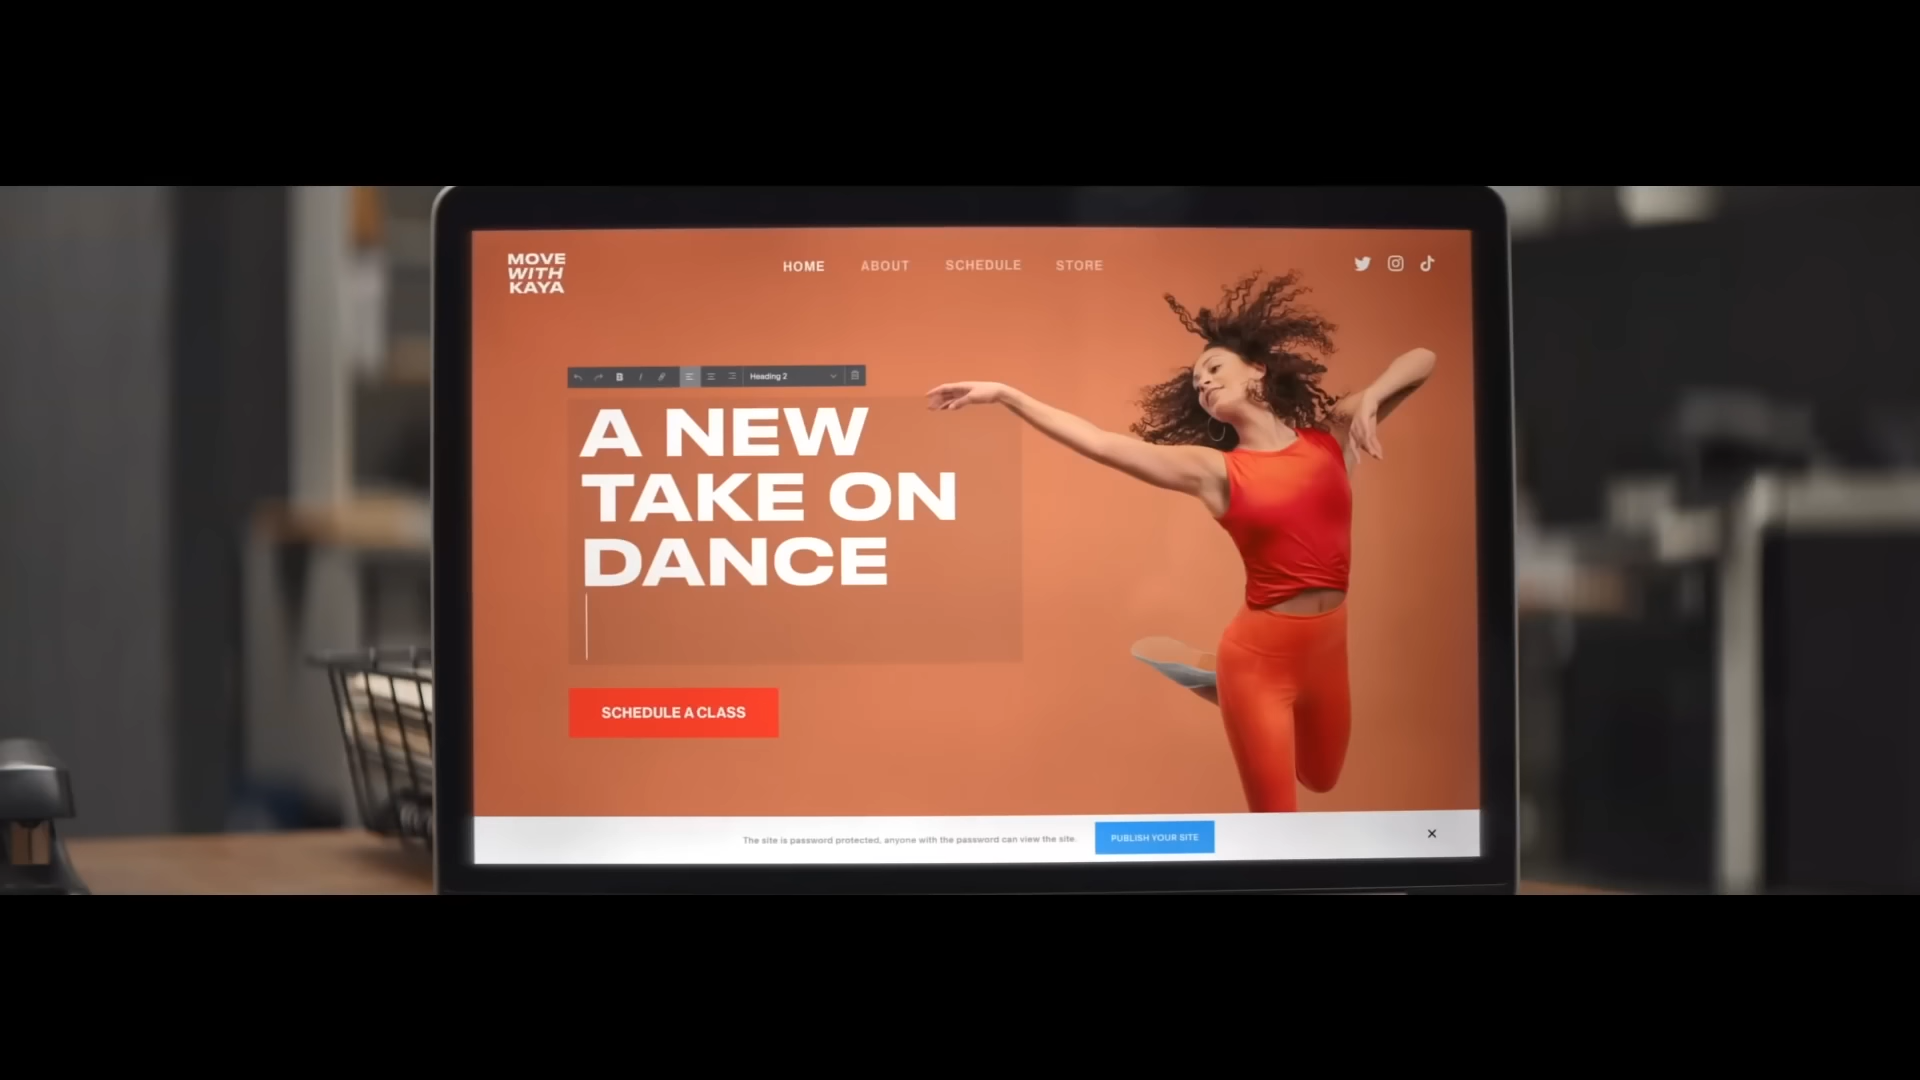 MOVE
WITH
KAYA
HOME ABOUT SCHEDULE STORE
B I Heading 2
A NEW
TAKE ON
DANCE
SCHEDULE A CLASS
The site is password protected, anyone with the password can view the site.
PUBLISH YOUR SITE